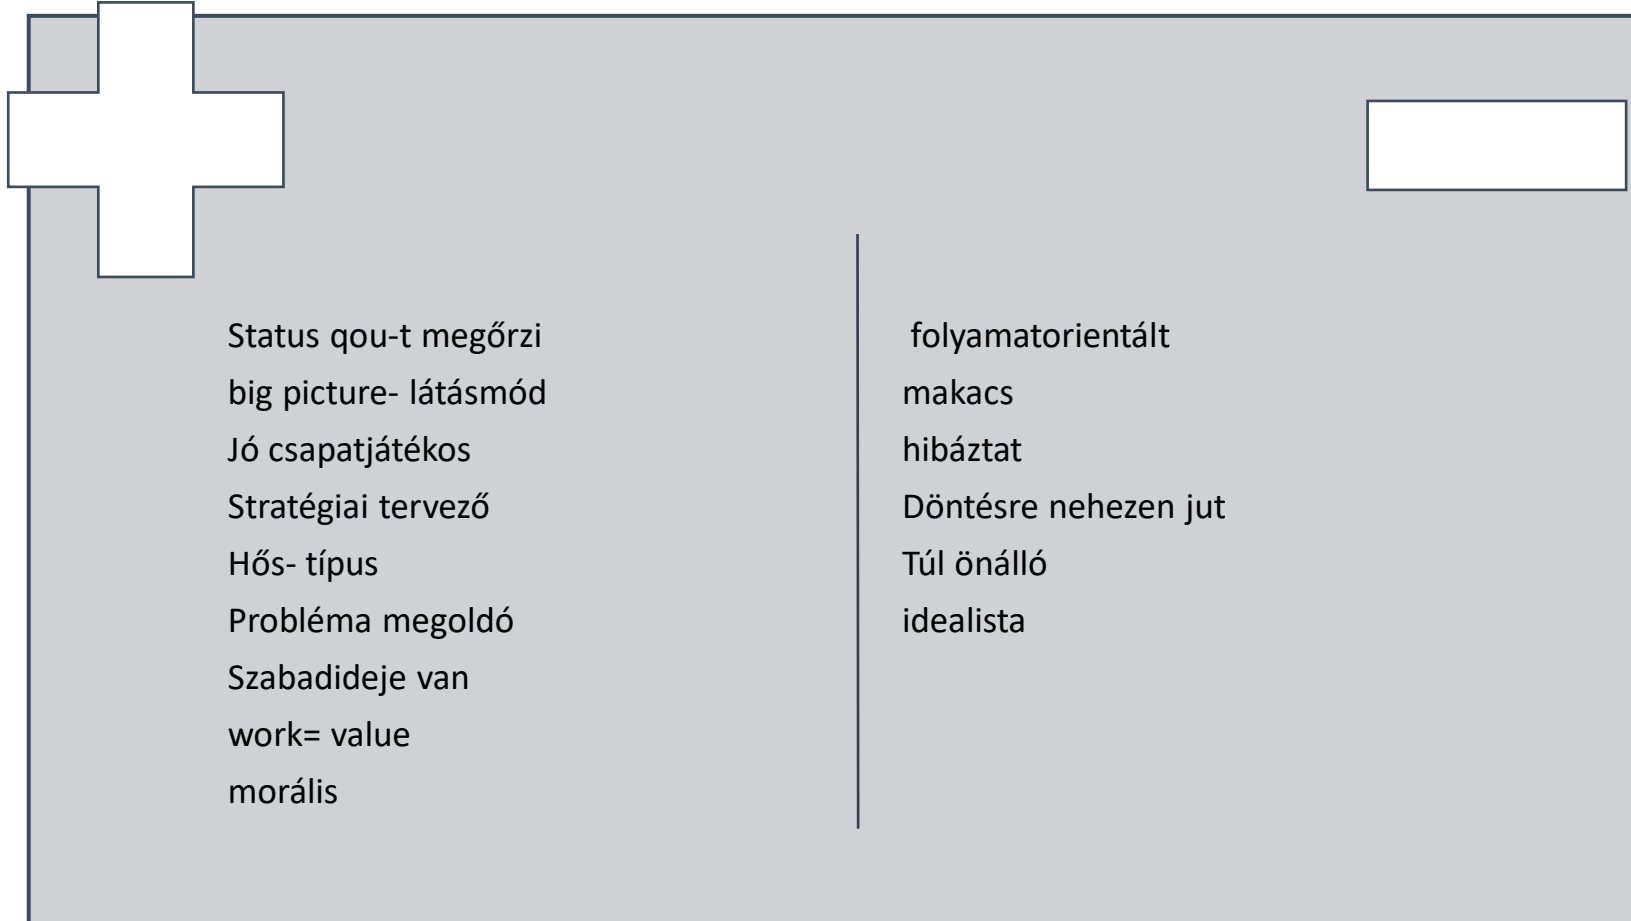 Status qou-t megőrzi
big picture- látásmód
Jó csapatjátékos
Stratégiai tervező
Hős- típus
Probléma megoldó
Szabadideje van
work= value
morális
folyamatorientált
makacs
hibáztat
Döntésre nehezen jut
Túl önálló
idealista